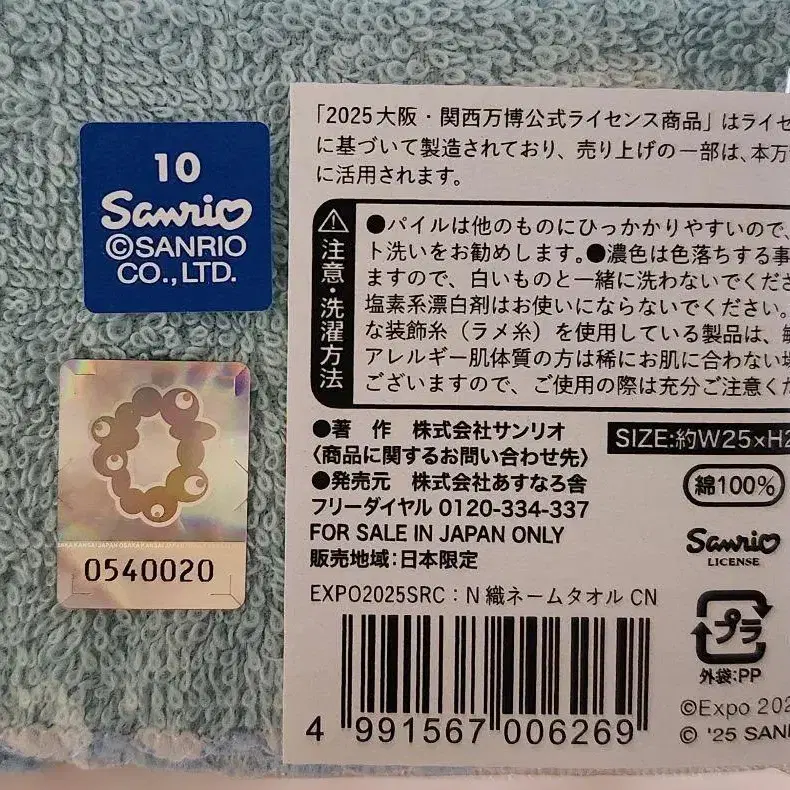 10
Sanrio
©SANRIO
CO.,LTD.
OSAKA KANSAI JAPAN OSAKA KANSAI JAPAN
0540020
「2025大阪・関西万博公式ライセンス商品」はライセ
に基づいて製造されており、売り上げの一部は、本万
に活用されます。
注意・洗濯方法
●パイルは他のものにひっかかりやすいので、
ト洗いをお勧めします。●濃色は色落ちする事
ますので、白いものと一緒に洗わないでくださ
塩素系漂白剤はお使いにならないでください。
な装飾糸（ラメ糸）を使用している製品は、敏
アレルギー肌体質の方は稀にお肌に合わない場
ございますので、ご使用の際は充分ご注意くだ
●著 作 株式会社サンリオ
〈商品に関するお問い合わせ先〉
●発売元 株式会社あすなろ舎
フリーダイヤル 0120-334-337
FOR SALE IN JAPAN ONLY
販売地域:日本限定
SIZE:約W25×H2
綿100%
Sanrio
LICENSE
プラ
外袋:PP
EXPO2025SRC：N 織ネームタオル CN
4 991567 006269
©Expo 202
© '25 SAN